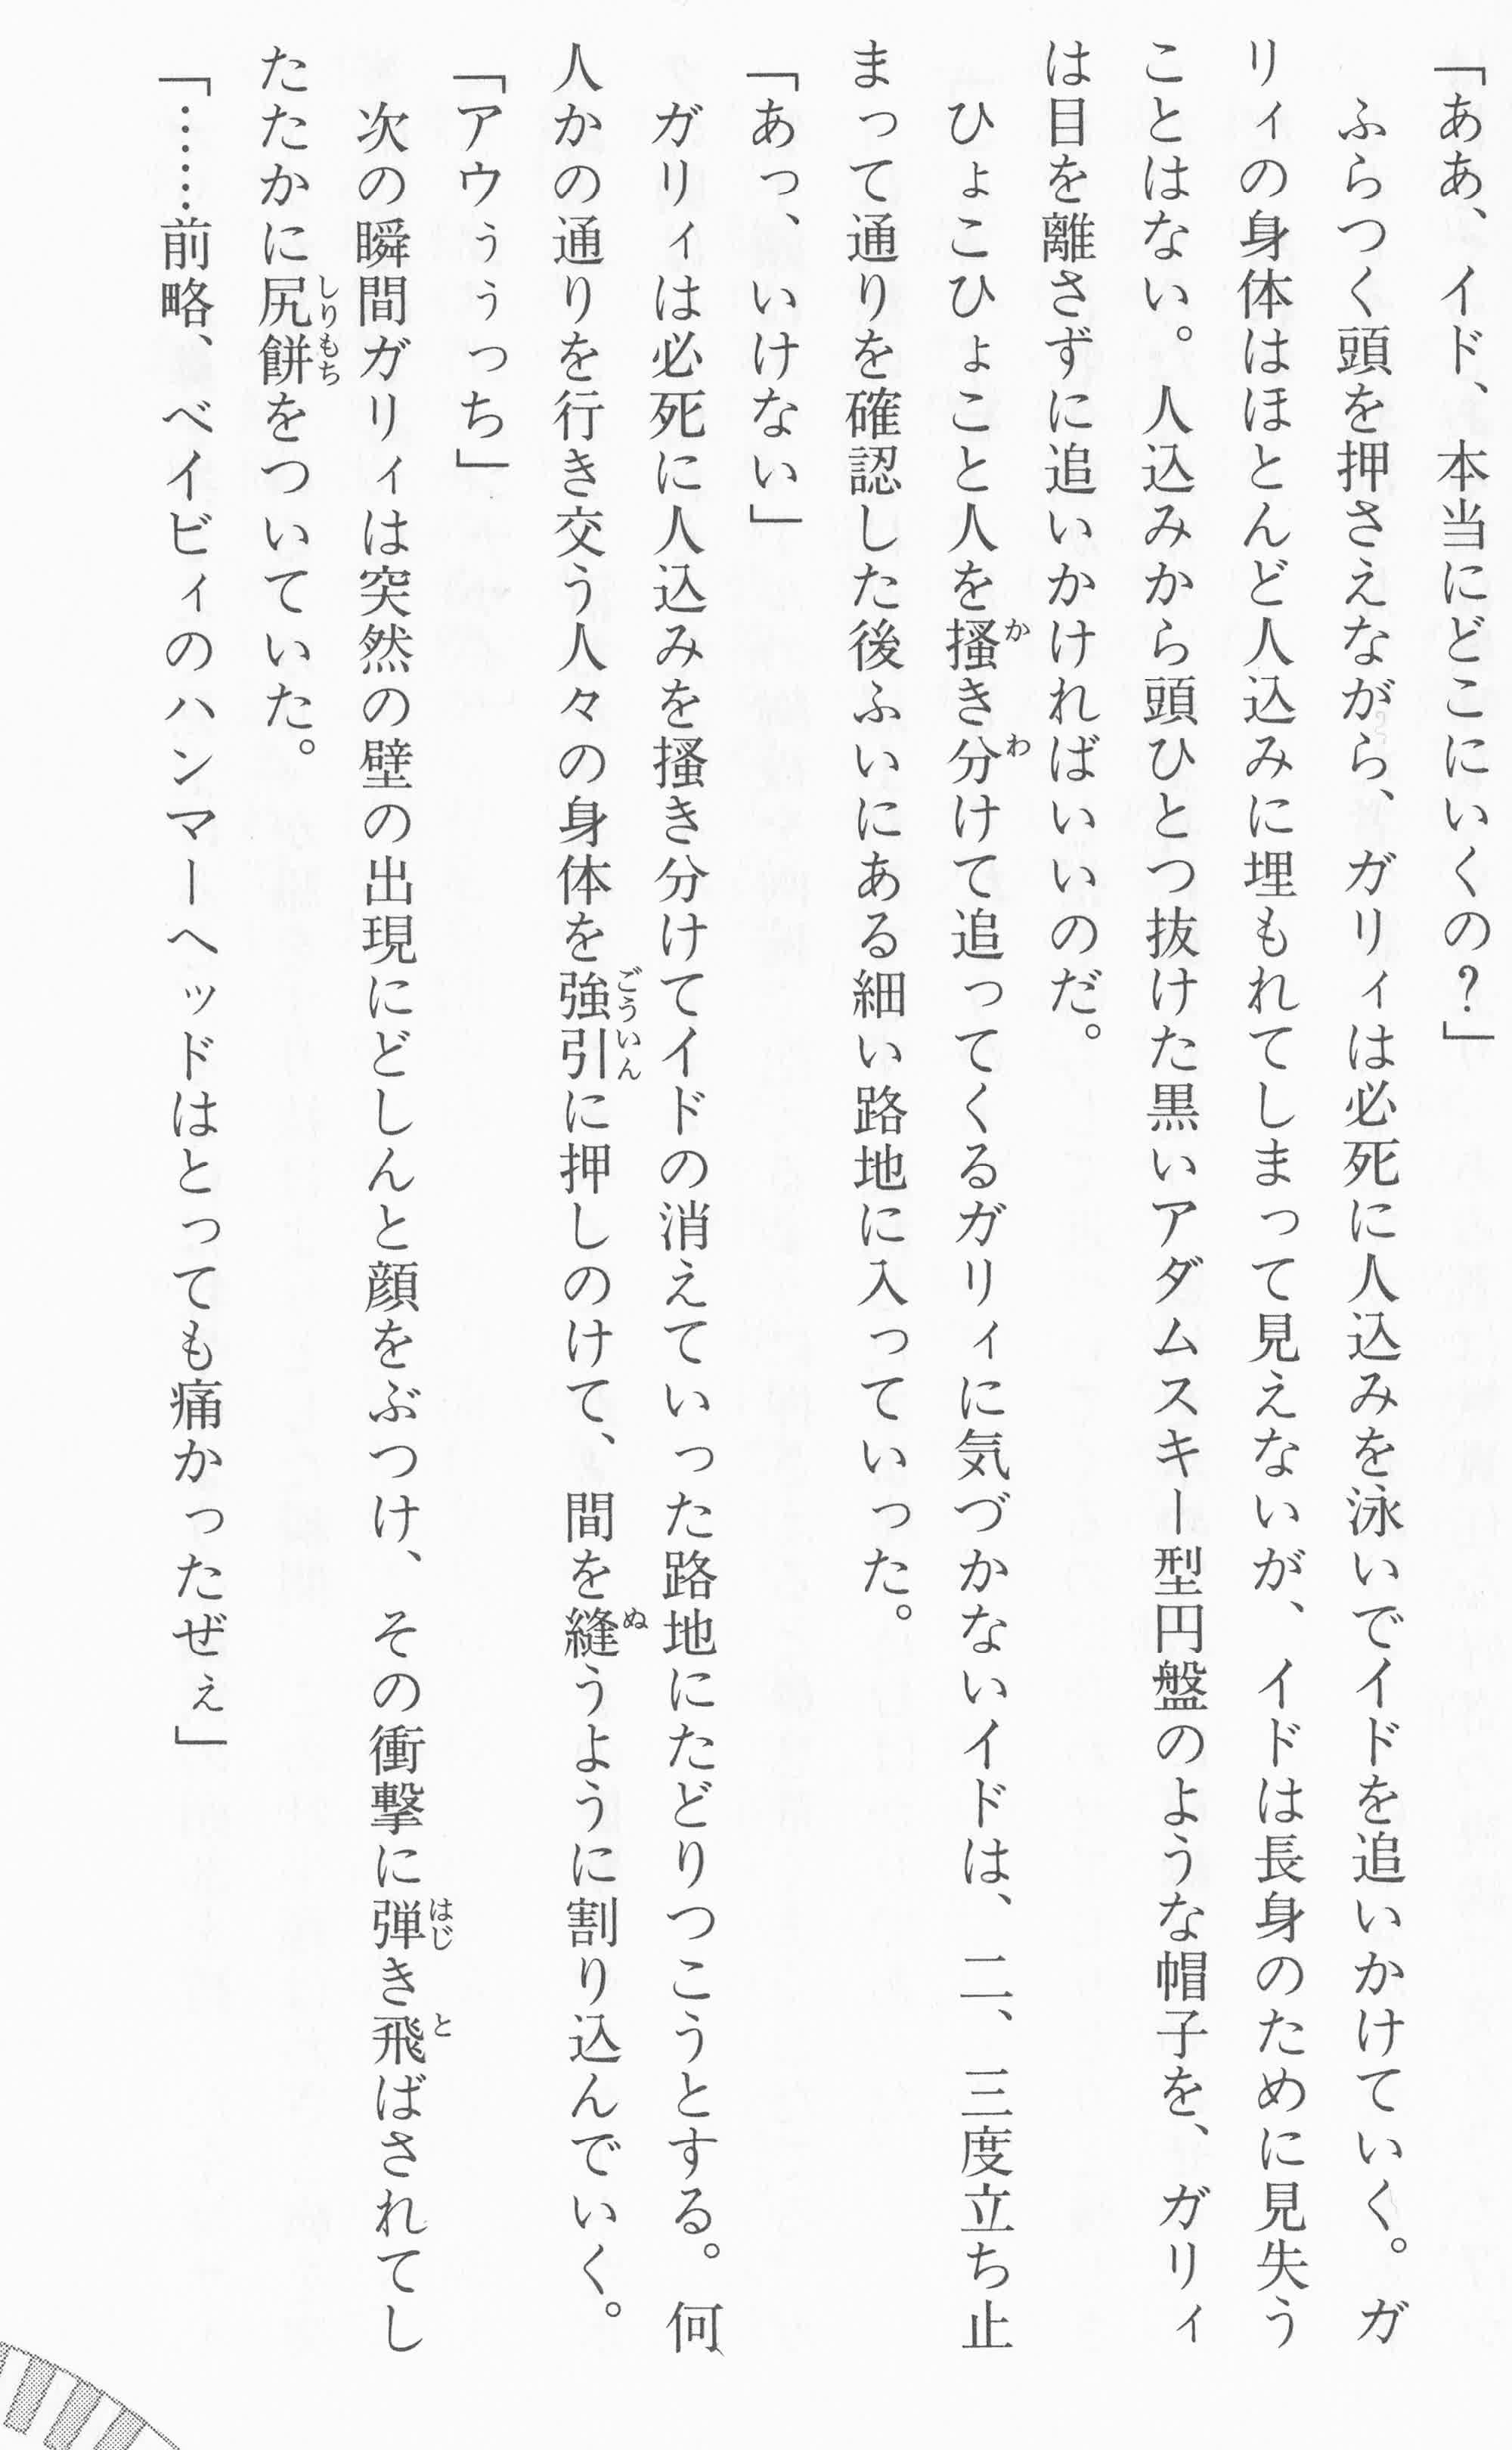 「ああ、イド、本当にどこにいくの?」
　ふらつく頭を押さえながら、ガリィは必死に人込みを泳いでイドを追いかけていく。ガ
リィの身体はほとんど人込みに埋もれてしまって見えないが、イドは長身のために見失う
ことはない。人込みから頭ひとつ抜けた黒いアダムスキー型円盤のような帽子を、ガリィ
は目を離さずに追いかければいいのだ。
　ひょこひょこと人を掻き分けて追ってくるガリィに気づかないイドは、二、三度立ち止
まって通りを確認した後ふいにある細い路地に入っていった。
「あっ、いけない」
　ガリィは必死に人込みを掻き分けてイドの消えていった路地にたどりつこうとする。何
人かの通りを行き交う人々の身体を強引に押しのけて、間を縫うように割り込んでいく。
「アウぅぅっち」
　次の瞬間ガリィは突然の壁の出現にどしんと顔をぶつけ、その衝撃に弾き飛ばされてし
たたかに尻餅をついていた。
「……前略、ベイビィのハンマーヘッドはとっても痛かったぜぇ」